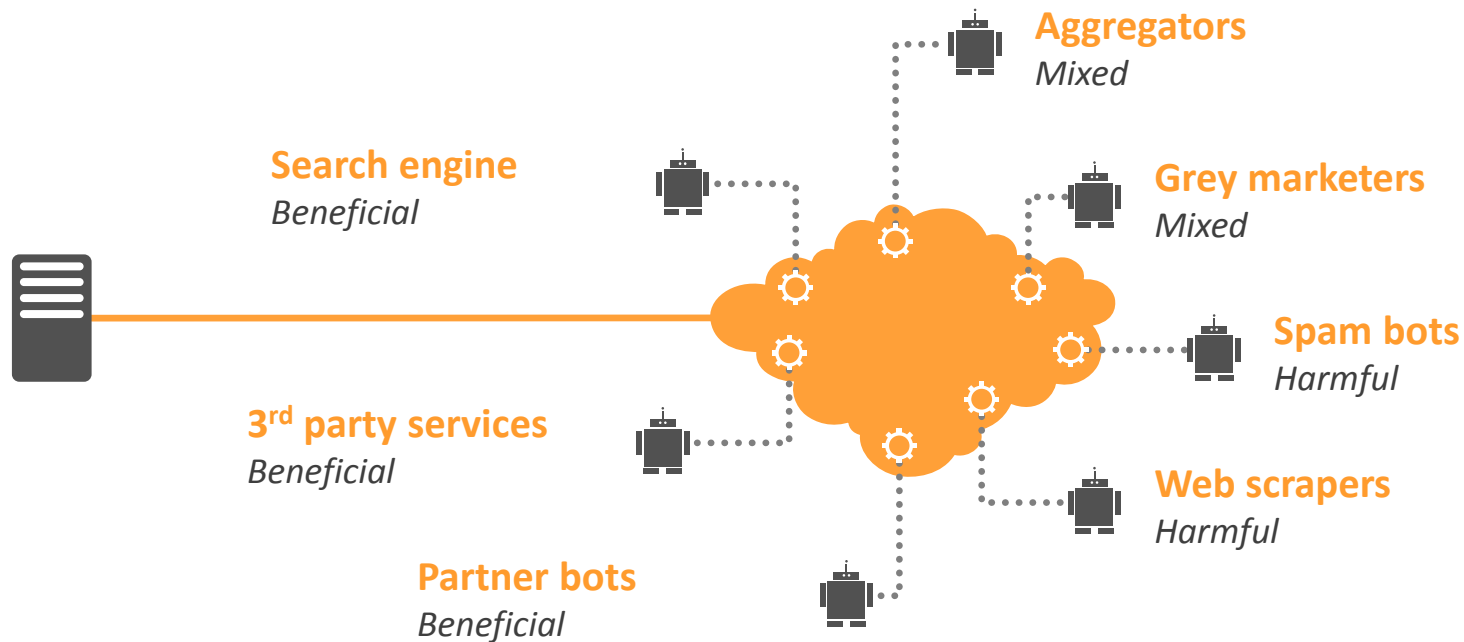 Aggregators
Mixed
Search engine
Beneficial
Grey marketers
Mixed
Spam bots
Harmful
3rd party services
Beneficial
Web scrapers
Harmful
Partner bots
Beneficial